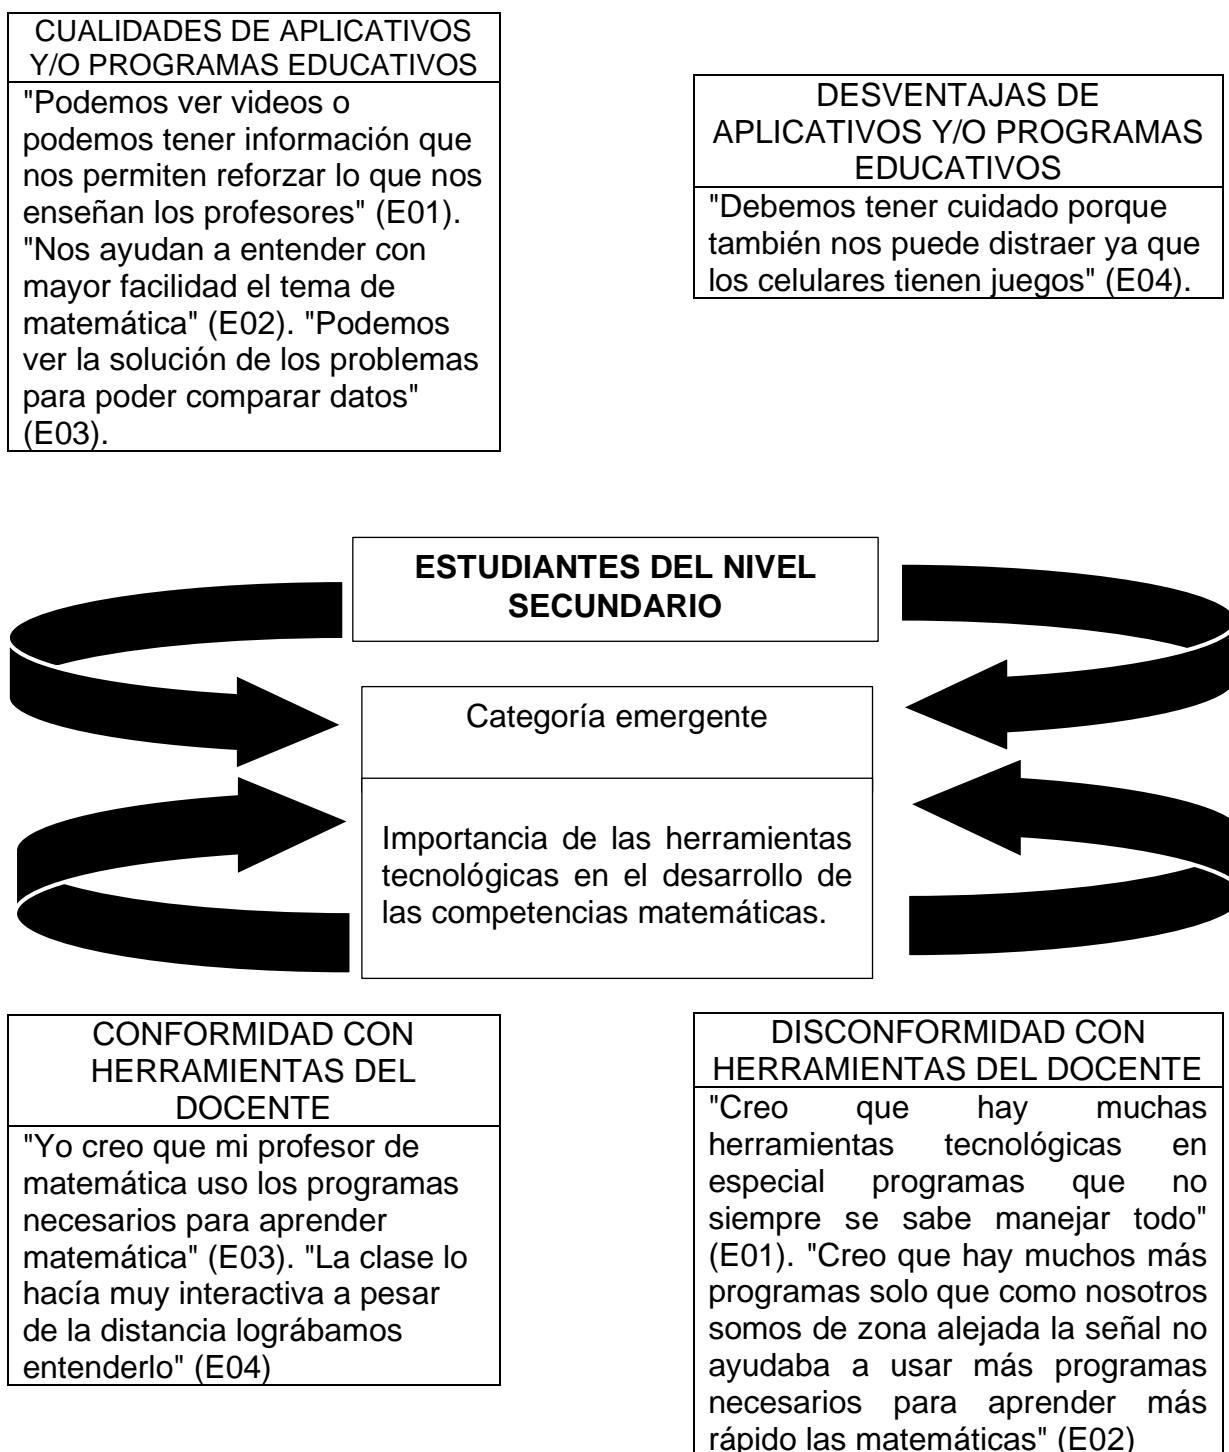 CUALIDADES DE APLICATIVOS
Y/O PROGRAMAS EDUCATIVOS
"Podemos ver videos o
podemos tener información que
nos permiten reforzar lo que nos
enseñan los profesores" (E01).
"Nos ayudan a entender con
mayor facilidad el tema de
matemática" (E02). "Podemos
ver la solución de los problemas
para poder comparar datos"
(E03).
DESVENTAJAS DE
APLICATIVOS Y/O PROGRAMAS
EDUCATIVOS
"Debemos tener cuidado porque
también nos puede distraer ya que
los celulares tienen juegos" (E04).
ESTUDIANTES DEL NIVEL
SECUNDARIO
Categoría emergente
Importancia de las herramientas
tecnológicas en el desarrollo de
las competencias matemáticas.
CONFORMIDAD CON
HERRAMIENTAS DEL
DOCENTE
"Yo creo que mi profesor de
matemática uso los programas
necesarios para aprender
matemática" (E03). "La clase lo
hacía muy interactiva a pesar
de la distancia lográbamos
entenderlo" (E04)
DISCONFORMIDAD CON
HERRAMIENTAS DEL DOCENTE
"Creo que hay muchas
herramientas tecnológicas en
especial programas que no
siempre se sabe manejar todo"
(E01). "Creo que hay muchos más
programas solo que como nosotros
somos de zona alejada la señal no
ayudaba a usar más programas
necesarios para aprender más
rápido las matemáticas" (E02)